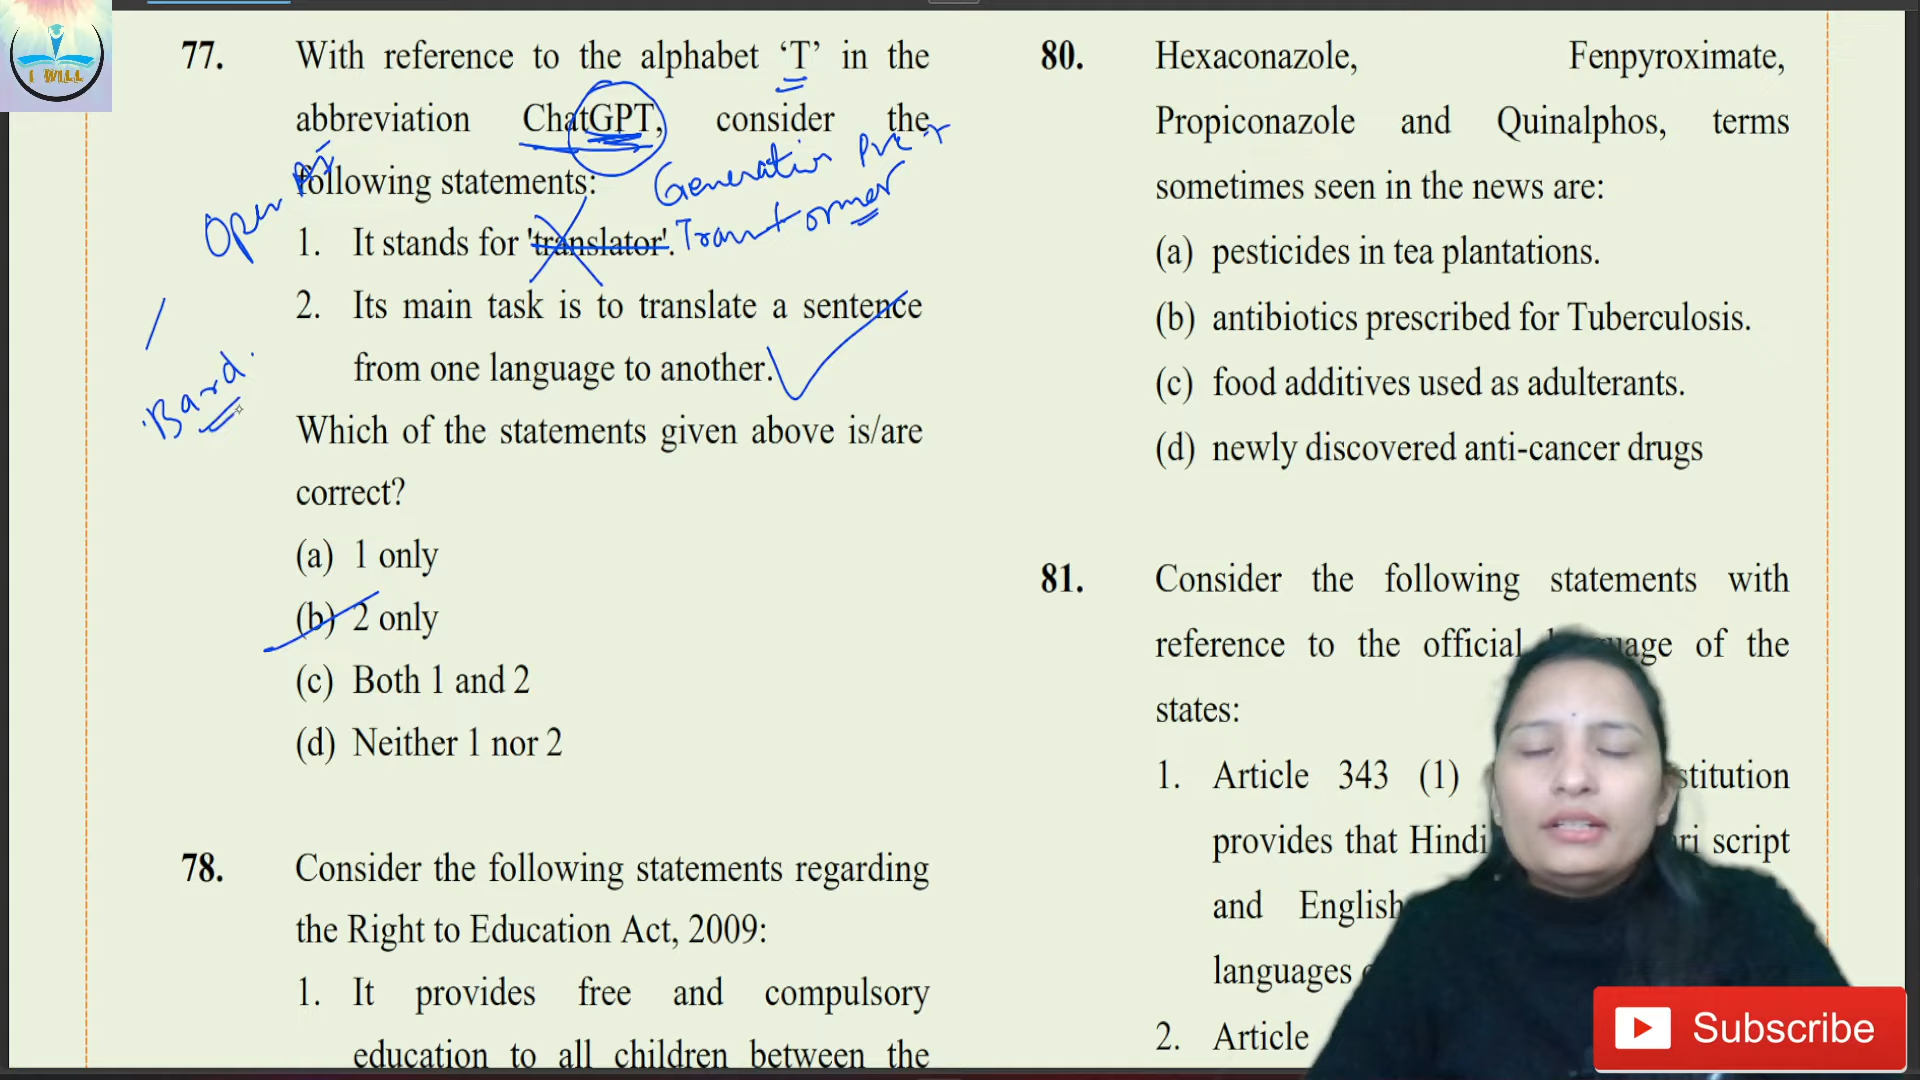 I WILL
77. With reference to the alphabet ‘T’ in the
abbreviation ChatGPT, consider the
following statements:
Open AI
Generative Pre-
Transformer
1. It stands for 'translator'.
2. Its main task is to translate a sentence
from one language to another.
Bard
Which of the statements given above is/are
correct?
(a) 1 only
(b) 2 only
(c) Both 1 and 2
(d) Neither 1 nor 2
78. Consider the following statements regarding
the Right to Education Act, 2009:
1. It provides free and compulsory
education to all children between the
80. Hexaconazole, Fenpyroximate,
Propiconazole and Quinalphos, terms
sometimes seen in the news are:
(a) pesticides in tea plantations.
(b) antibiotics prescribed for Tuberculosis.
(c) food additives used as adulterants.
(d) newly discovered anti-cancer drugs
81. Consider the following statements with
reference to the official of the
states:
1. Article 343 (1)
provides that Hindi script
and English
languages
2. Article
Subscribe